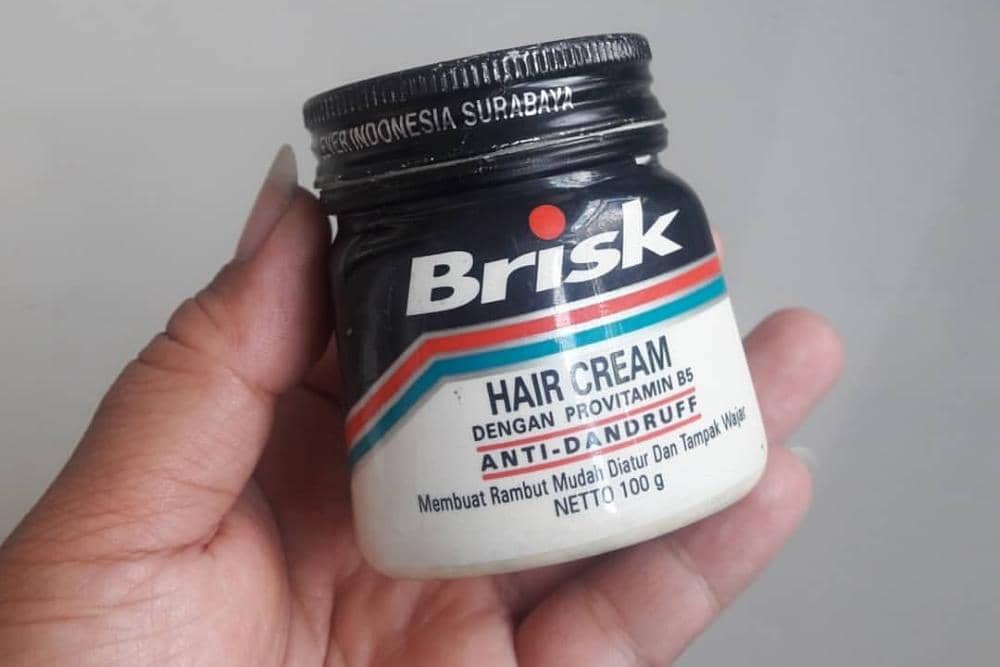 INDONESIA SURABAYA
Brisk
HAIR CREAM
DENGAN PROVITAMIN B5
ANTI-DANDRUFF
Membuat Rambut Mudah Diatur Dan Tampak Wajar
NETTO 100 g